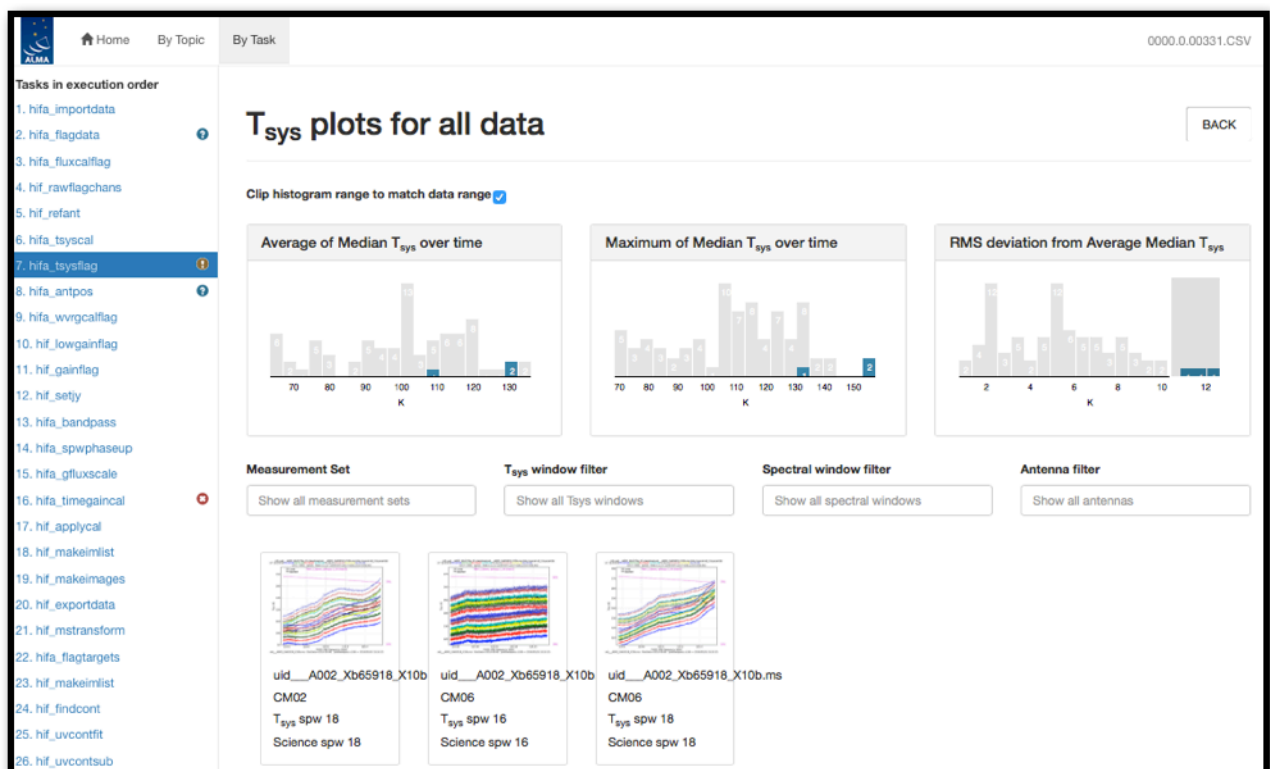 ALMA
Home By Topic By Task 0000.0.00331.CSV
Tasks in execution order
1. hifa_importdata
2. hifa_flagdata
3. hifa_fluxcalflag
4. hif_rawflagchans
5. hif_refant
6. hifa_tsyscal
7. hifa_tsysflag
8. hifa_antpos
9. hifa_wvrgcalflag
10. hif_lowgainflag
11. hif_gainflag
12. hif_setjy
13. hifa_bandpass
14. hifa_spwphaseup
15. hifa_gfluxscale
16. hifa_timegaincal
17. hif_applycal
18. hif_makeimlist
19. hif_makeimages
20. hif_exportdata
21. hif_mstransform
22. hifa_flagtargets
23. hif_makeimlist
24. hif_findcont
25. hif_uvcontfit
26. hif_uvcontsub
Tsys plots for all data
BACK
Clip histogram range to match data range
Average of Median Tsys over time
70 80 90 100 110 120 130
K
Maximum of Median Tsys over time
70 80 90 100 110 120 130 140 150
K
RMS deviation from Average Median Tsys
2 4 6 8 10 12
K
Measurement Set Tsys window filter Spectral window filter Antenna filter
Show all measurement sets Show all Tsys windows Show all spectral windows Show all antennas
uid___A002_Xb65918_X10b
CM02
Tsys spw 18
Science spw 18
uid___A002_Xb65918_X10b
CM06
Tsys spw 16
Science spw 16
uid___A002_Xb65918_X10b.ms
CM06
Tsys spw 18
Science spw 18